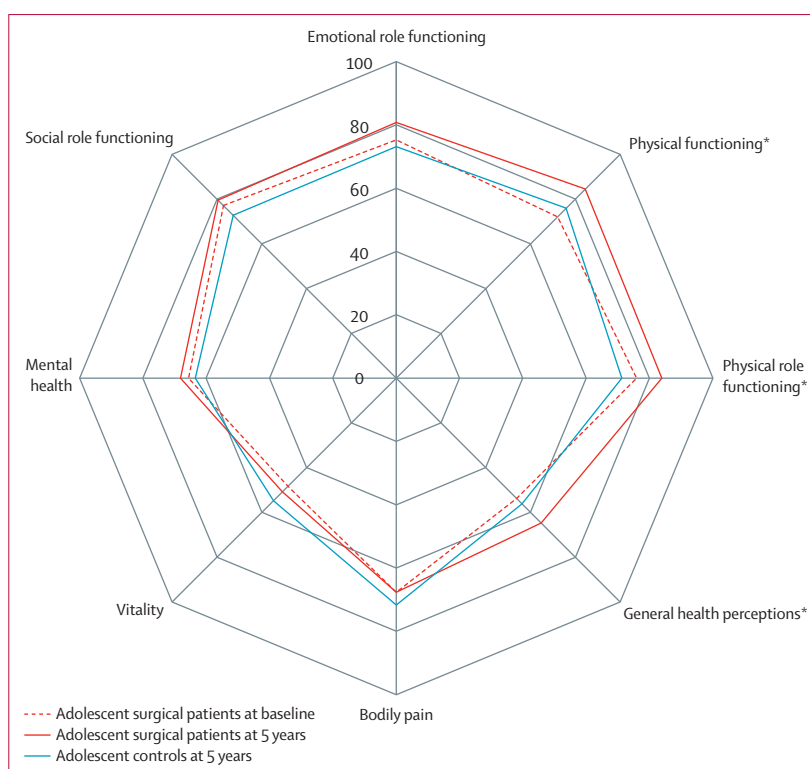 Emotional role functioning
100
80
60
40
20
0
Social role functioning
Physical functioning*
Mental
health
Physical role
functioning*
Vitality
General health perceptions*
Bodily pain
Adolescent surgical patients at baseline
Adolescent surgical patients at 5 years
Adolescent controls at 5 years